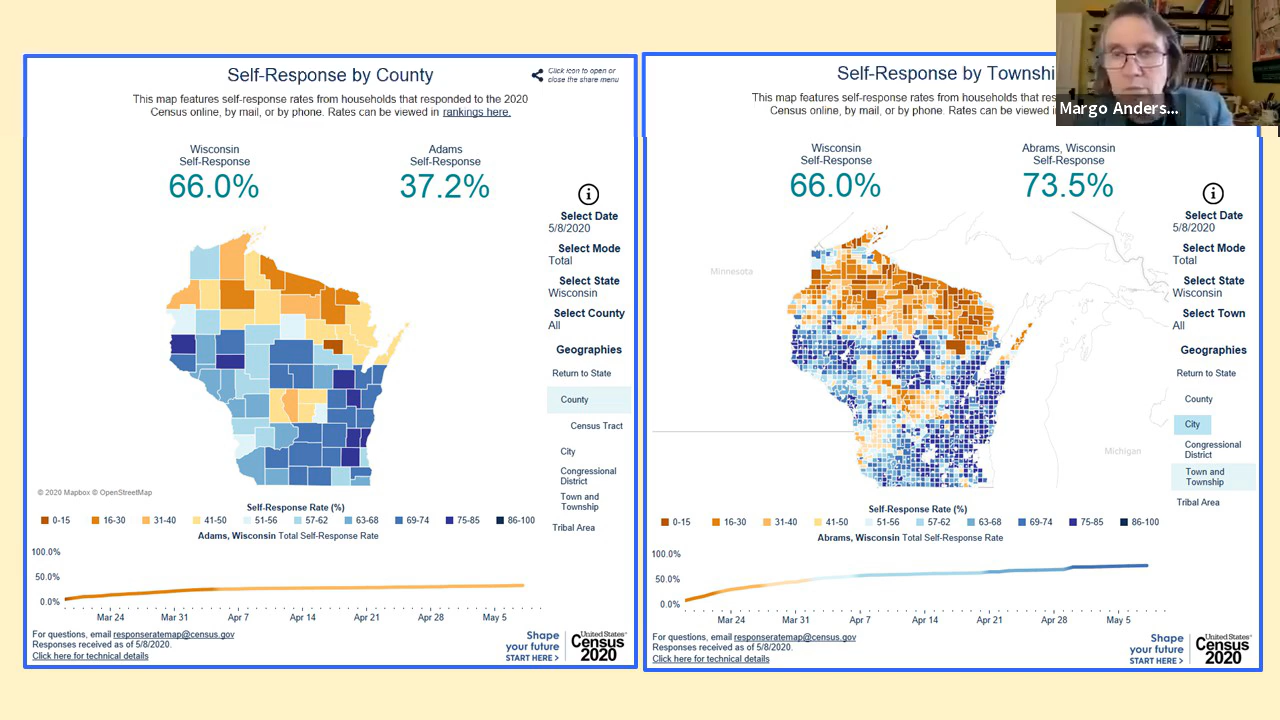 Self-Response by County
Click icon to open or
close the share menu
This map features self-response rates from households that responded to the 2020
Census online, by mail, or by phone. Rates can be viewed in rankings here.
Wisconsin
Self-Response
66.0%
Adams
Self-Response
37.2%
Select Date
5/8/2020
Select Mode
Total
Select State
Wisconsin
Select County
All
Geographies
Return to State
County
Census Tract
City
Congressional
District
Town and
Township
Tribal Area
© 2020 Mapbox © OpenStreetMap
Self-Response Rate (%)
0-15 16-30 31-40 41-50 51-56 57-62 63-68 69-74 75-85 86-100
Adams, Wisconsin Total Self-Response Rate
100.0%
50.0%
0.0%
Mar 24 Mar 31 Apr 7 Apr 14 Apr 21 Apr 28 May 5
For questions, email responseratemap@census.gov
Responses received as of 5/8/2020.
Click here for technical details
Shape
your future
START HERE >
United States®
Census
2020
Self-Response by Townshi
This map features self-response rates from households that res
Census online, by mail, or by phone. Rates can be viewed i
Margo Anders...
Wisconsin
Self-Response
66.0%
Abrams, Wisconsin
Self-Response
73.5%
Select Date
5/8/2020
Select Mode
Total
Select State
Wisconsin
Select Town
All
Geographies
Return to State
County
City
Congressional
District
Town and
Township
Tribal Area
Minnesota
Michigan
Self-Response Rate (%)
0-15 16-30 31-40 41-50 51-56 57-62 63-68 69-74 75-85 86-100
Abrams, Wisconsin Total Self-Response Rate
100.0%
50.0%
0.0%
Mar 24 Mar 31 Apr 7 Apr 14 Apr 21 Apr 28 May 5
For questions, email responseratemap@census.gov
Responses received as of 5/8/2020.
Click here for technical details
Shape
your future
START HERE >
United States®
Census
2020